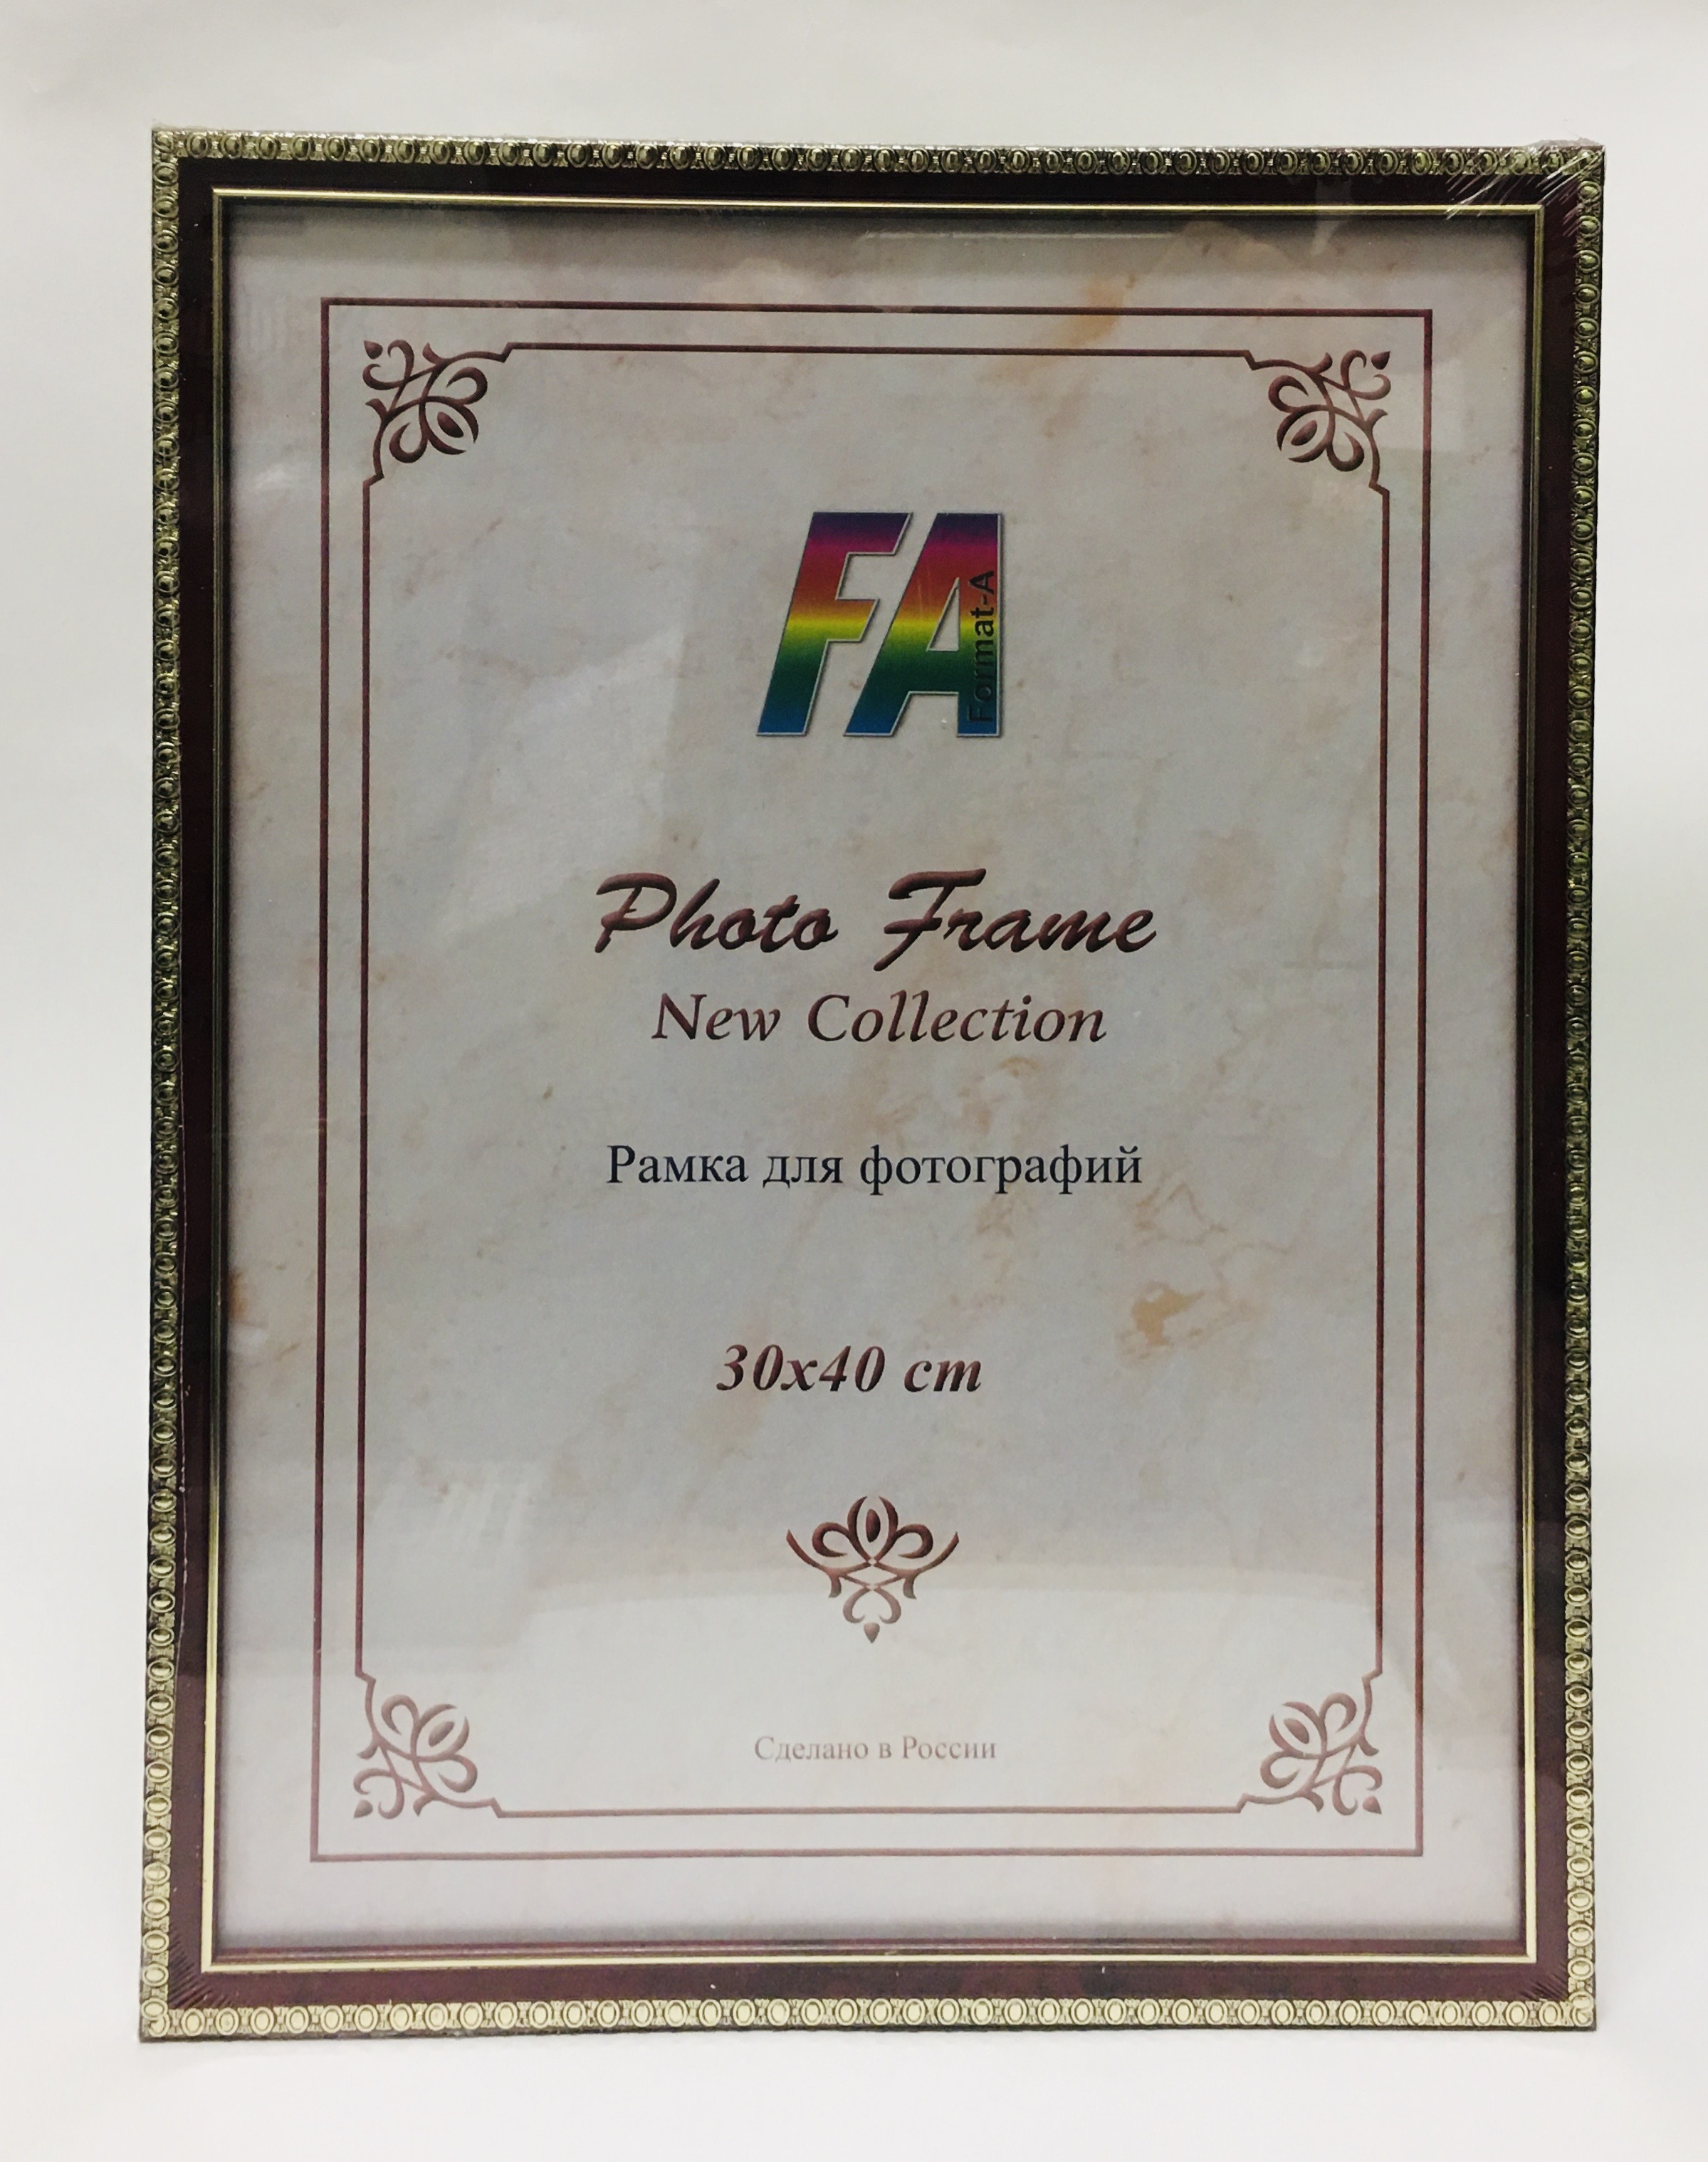 FA
Format-A
Photo Frame
New Collection
Рамка для фотографий
30x40 cm
Сделано в России